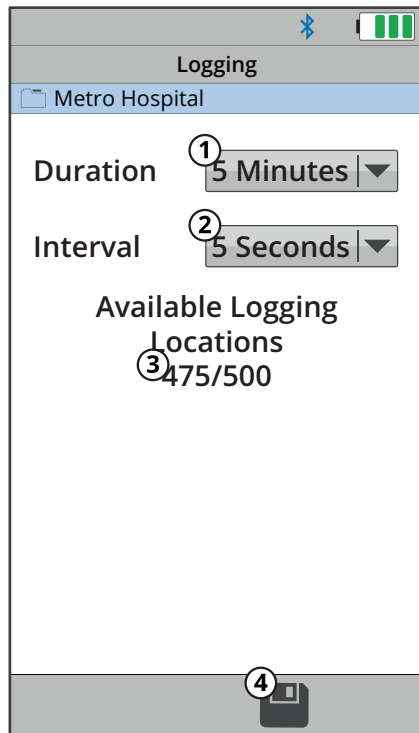 Logging
Metro Hospital
1
Duration 5 Minutes
2
Interval 5 Seconds
Available Logging
Locations
3
475/500
4